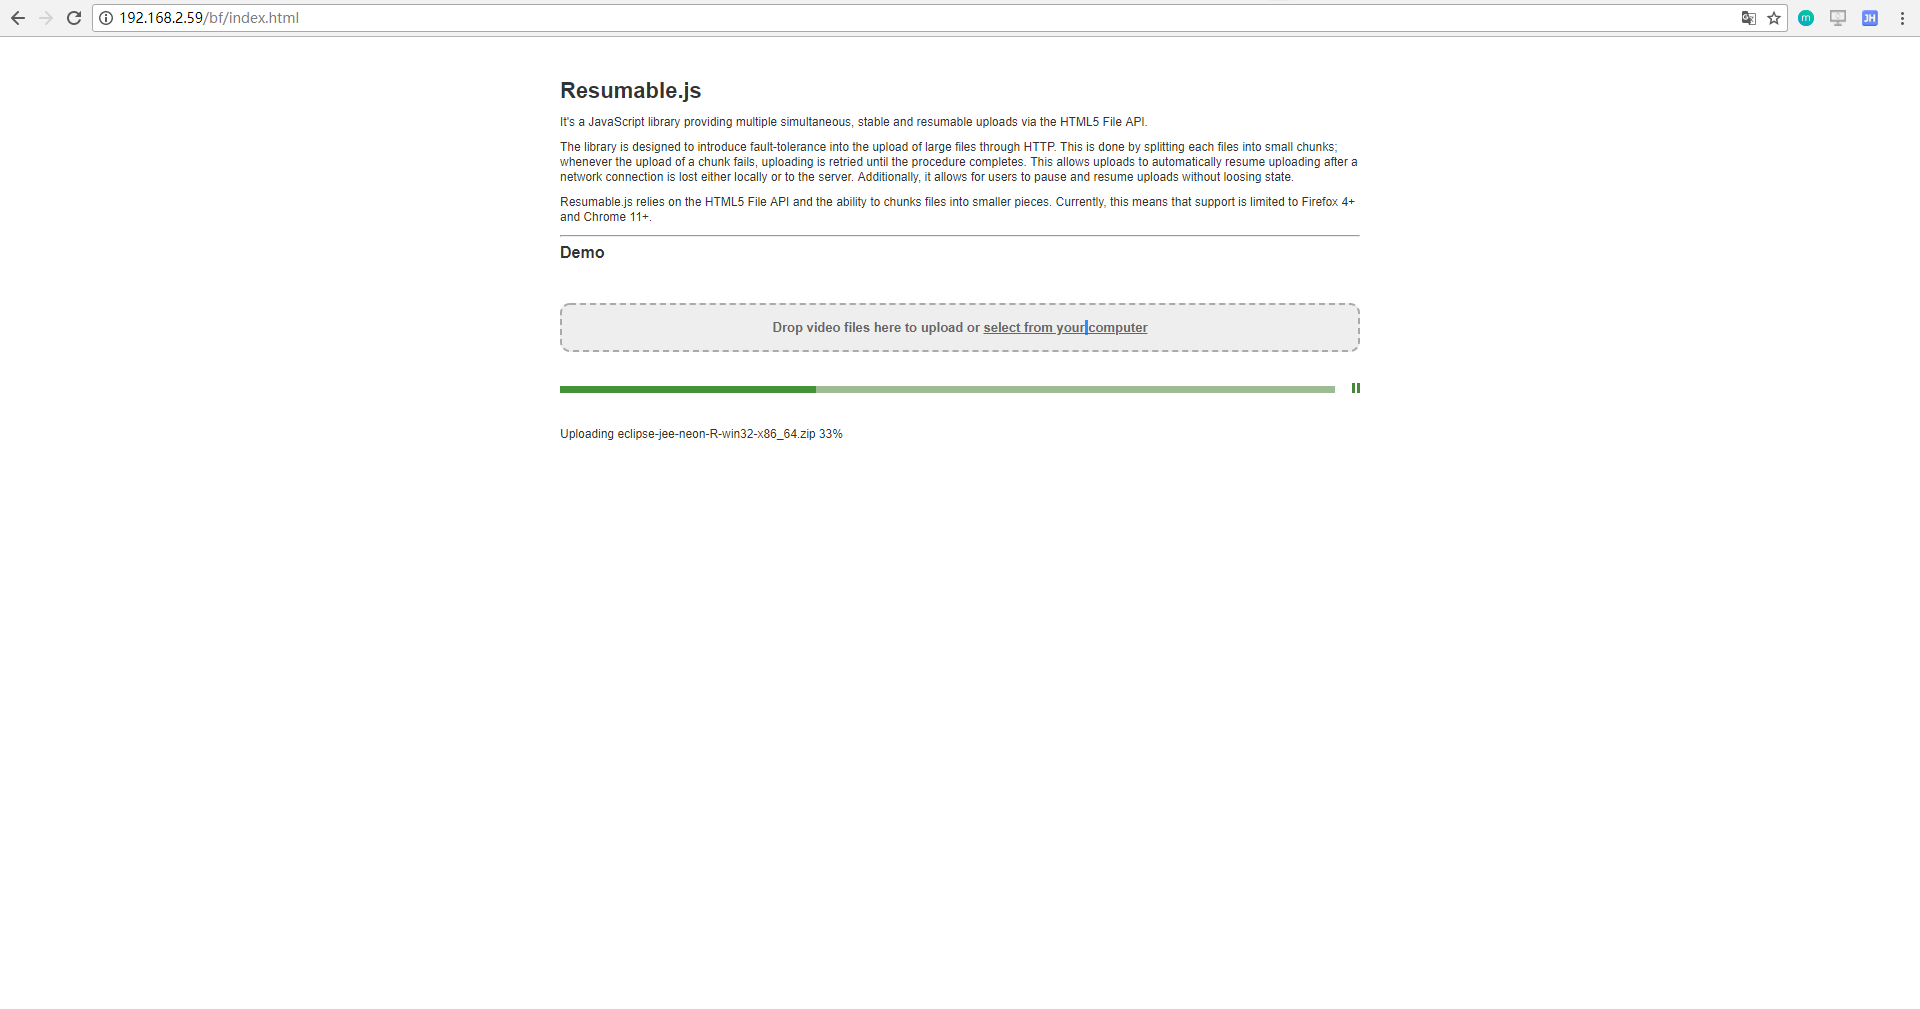 192.168.2.59/bf/index.html
m
JH
Resumable.js
It's a JavaScript library providing multiple simultaneous, stable and resumable uploads via the HTML5 File API.
The library is designed to introduce fault-tolerance into the upload of large files through HTTP. This is done by splitting each files into small chunks;
whenever the upload of a chunk fails, uploading is retried until the procedure completes. This allows uploads to automatically resume uploading after a
network connection is lost either locally or to the server. Additionally, it allows for users to pause and resume uploads without loosing state.
Resumable.js relies on the HTML5 File API and the ability to chunks files into smaller pieces. Currently, this means that support is limited to Firefox 4+
and Chrome 11+.
Demo
Drop video files here to upload or select from your computer
Uploading eclipse-jee-neon-R-win32-x86_64.zip 33%